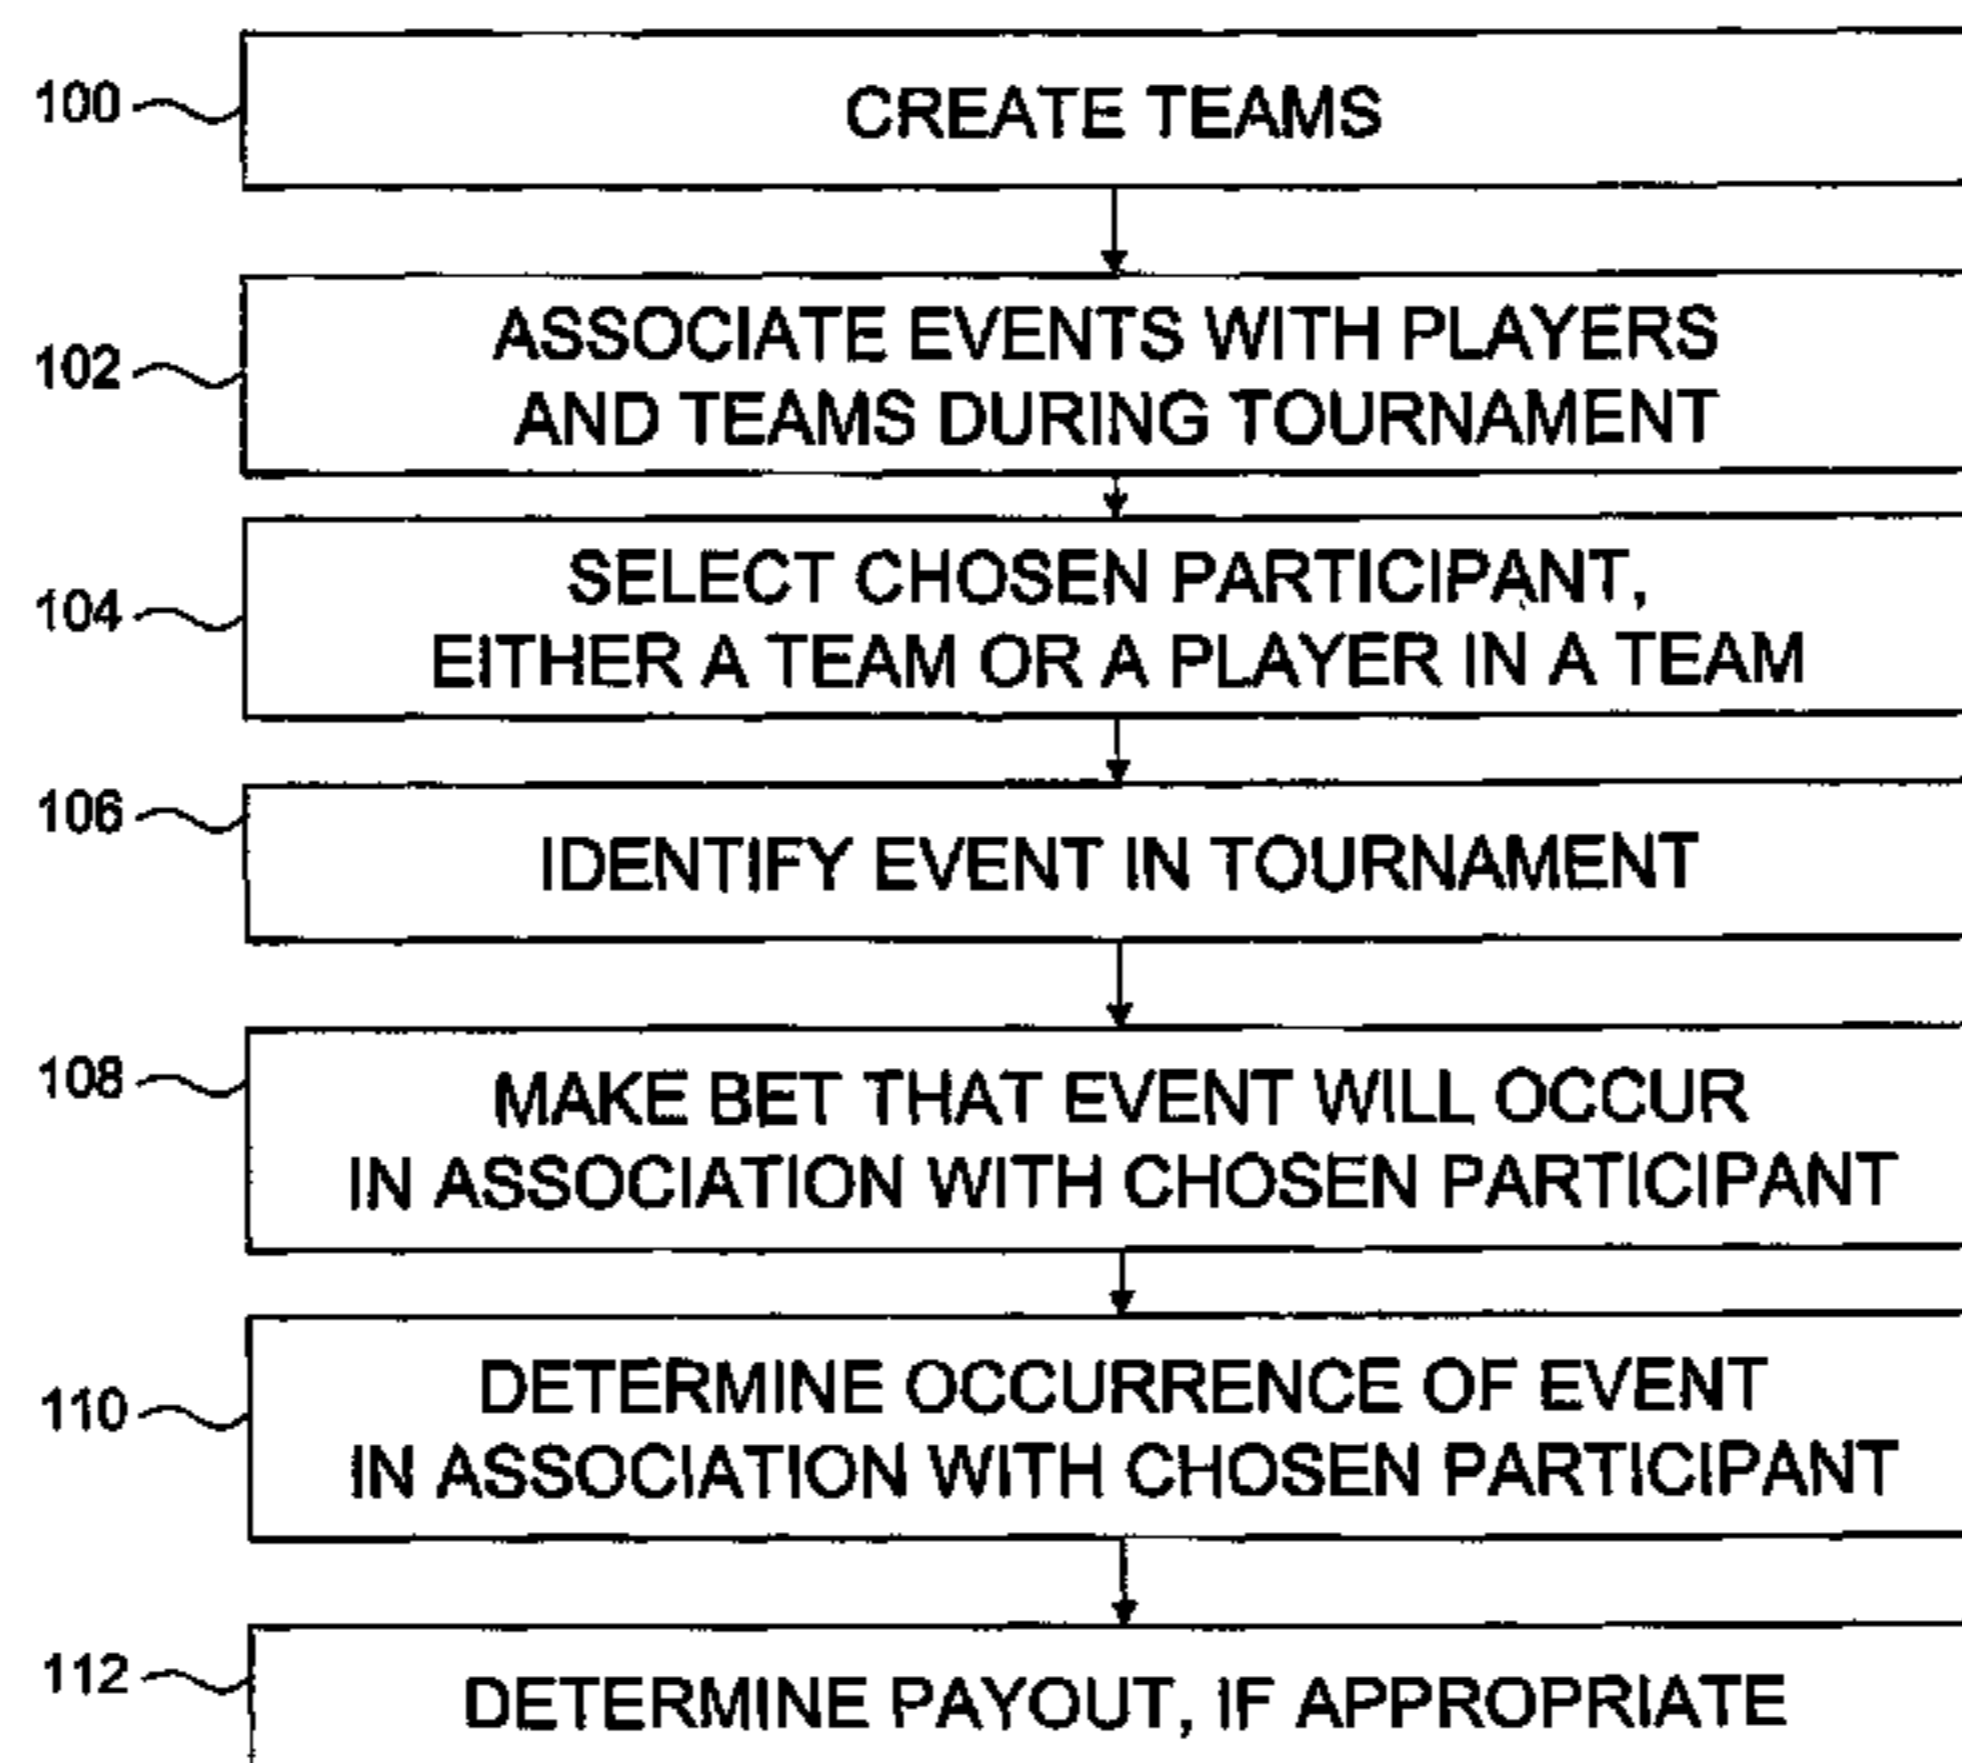 100
CREATE TEAMS
102
ASSOCIATE EVENTS WITH PLAYERS
AND TEAMS DURING TOURNAMENT
104
SELECT CHOSEN PARTICIPANT,
EITHER A TEAM OR A PLAYER IN A TEAM
106
IDENTIFY EVENT IN TOURNAMENT
108
MAKE BET THAT EVENT WILL OCCUR
IN ASSOCIATION WITH CHOSEN PARTICIPANT
110
DETERMINE OCCURRENCE OF EVENT
IN ASSOCIATION WITH CHOSEN PARTICIPANT
112
DETERMINE PAYOUT, IF APPROPRIATE